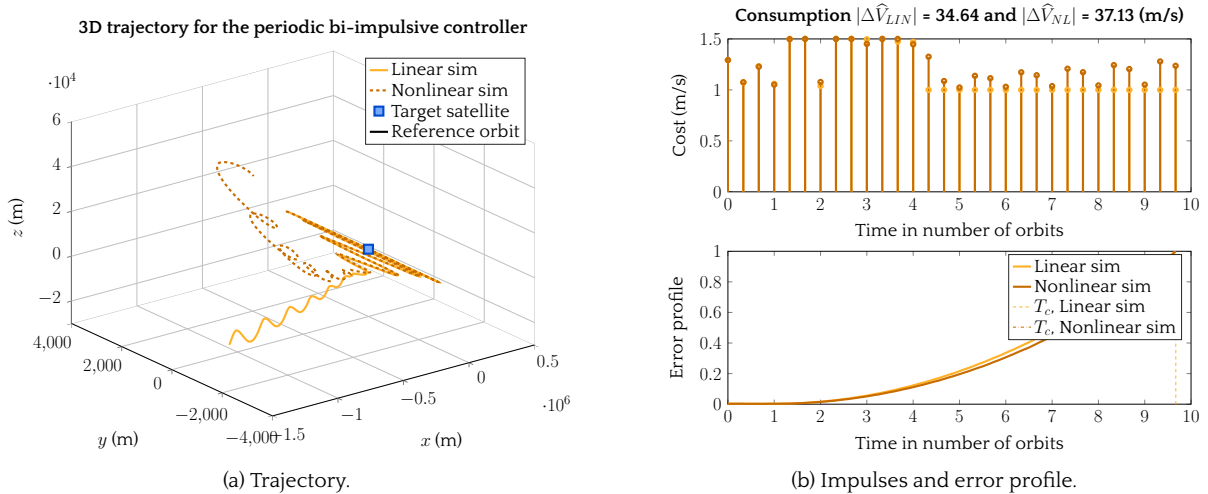 3D trajectory for the periodic bi-impulsive controller
·10^4
Linear sim
Nonlinear sim
Target satellite
Reference orbit
6
4
2
0
−2
z (m)
4,000
2,000
0
−2,000
−4,000
y (m)
−1.5
−1
−0.5
0
0.5
·10^6
x (m)
(a) Trajectory.
Consumption |ΔV̂_LIN| = 34.64 and |ΔV̂_NL| = 37.13 (m/s)
1.5
1
0.5
0
Cost (m/s)
0 1 2 3 4 5 6 7 8 9 10
Time in number of orbits
1
0.8
0.6
0.4
0.2
0
Error profile
Linear sim
Nonlinear sim
T_c, Linear sim
T_c, Nonlinear sim
0 1 2 3 4 5 6 7 8 9 10
Time in number of orbits
(b) Impulses and error profile.